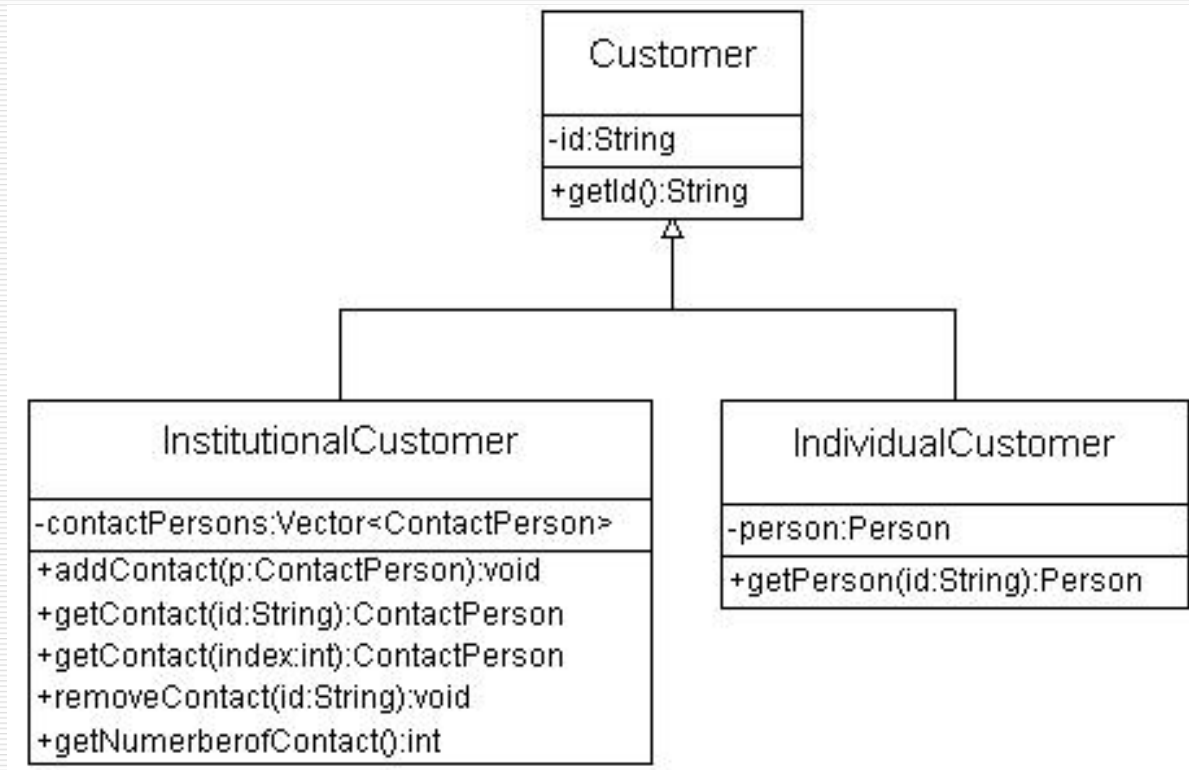 Customer
-id:String
+getId():String
InstitutionalCustomer
-contactPersons:Vector<ContactPerson>
+addContact(p:ContactPerson):void
+getContact(id:String):ContactPerson
+getContact(index:int):ContactPerson
+removeContact(id:String):void
+getNumerberofContact():int
IndividualCustomer
-person:Person
+getPerson(id:String):Person